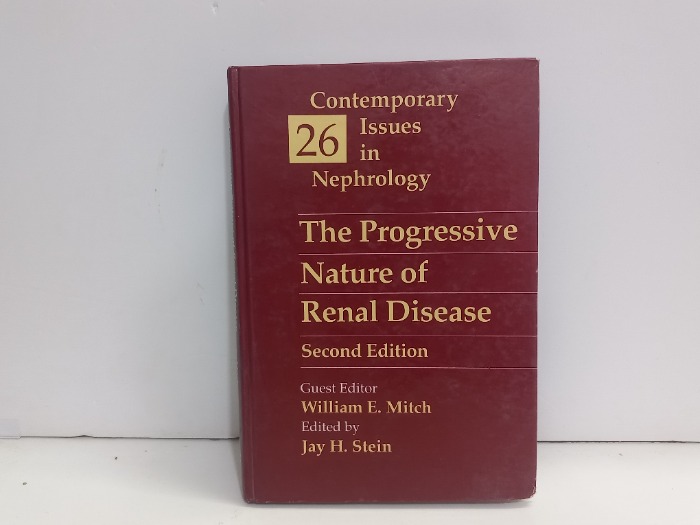 Contemporary
26 Issues
in
Nephrology
The Progressive
Nature of
Renal Disease
Second Edition
Guest Editor
William E. Mitch
Edited by
Jay H. Stein